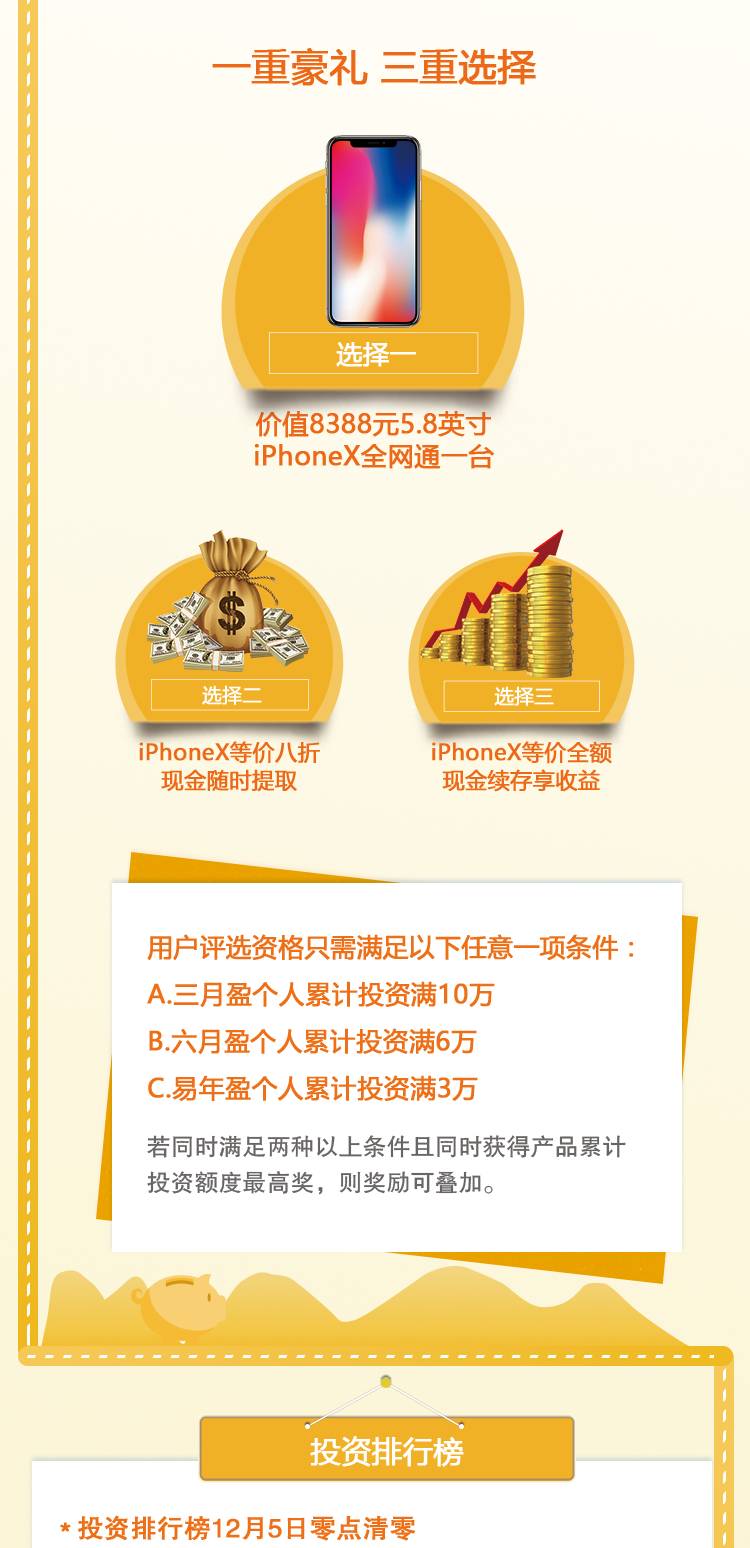 一重豪礼 三重选择
选择一
价值8388元5.8英寸
iPhoneX全网通一台
选择二
iPhoneX等价八折
现金随时提取
选择三
iPhoneX等价全额
现金续存享收益
用户评选资格只需满足以下任意一项条件：
A.三月盈个人累计投资满10万
B.六月盈个人累计投资满6万
C.易年盈个人累计投资满3万
若同时满足两种以上条件且同时获得产品累计
投资额度最高奖，则奖励可叠加。
投资排行榜
* 投资排行榜12月5日零点清零